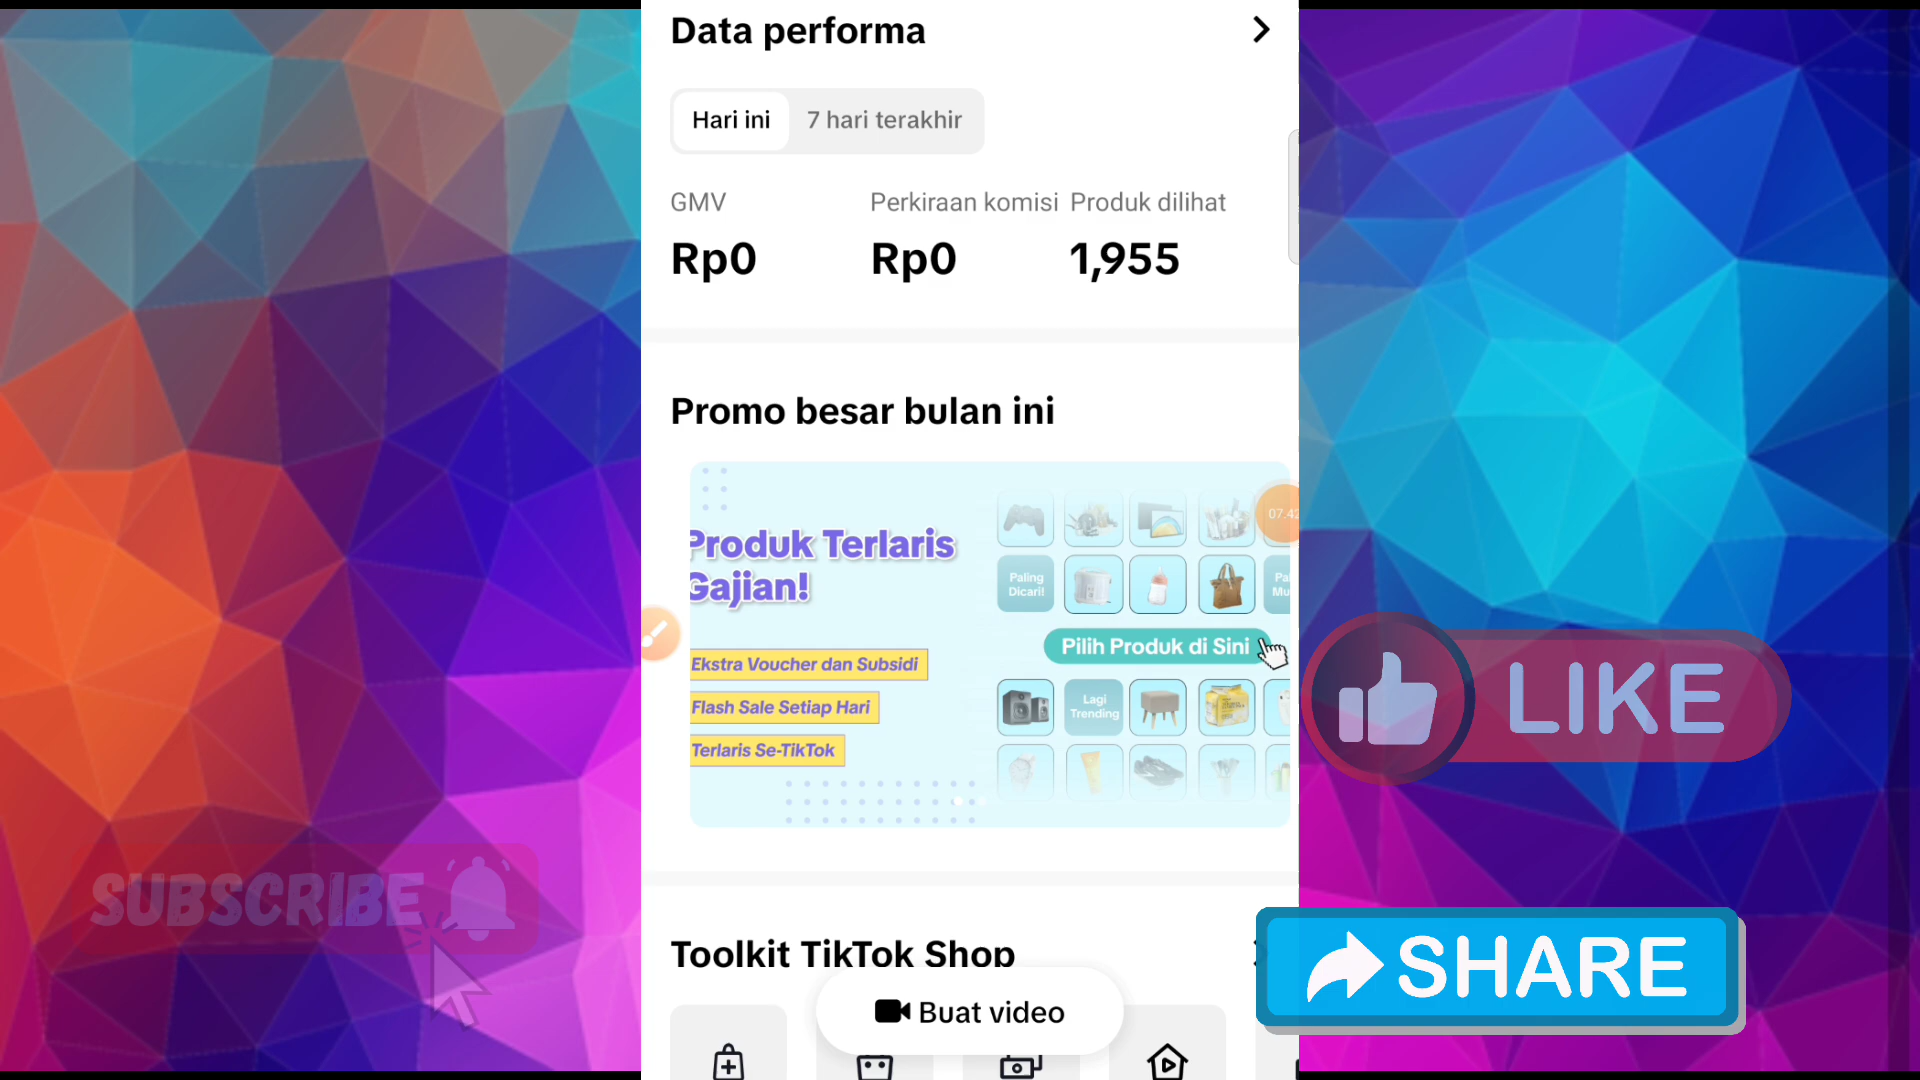 Data performa
Hari ini 7 hari terakhir
GMV Perkiraan komisi Produk dilihat
Rp0 Rp0 1,955
Promo besar bulan ini
Produk Terlaris
Gajian!
Ekstra Voucher dan Subsidi
Flash Sale Setiap Hari
Terlaris Se-TikTok
07.42
Paling
Dicari!
Pilih Produk di Sini
Lagi
Trending
LIKE
SUBSCRIBE
Toolkit TikTok Shop
SHARE
Buat video